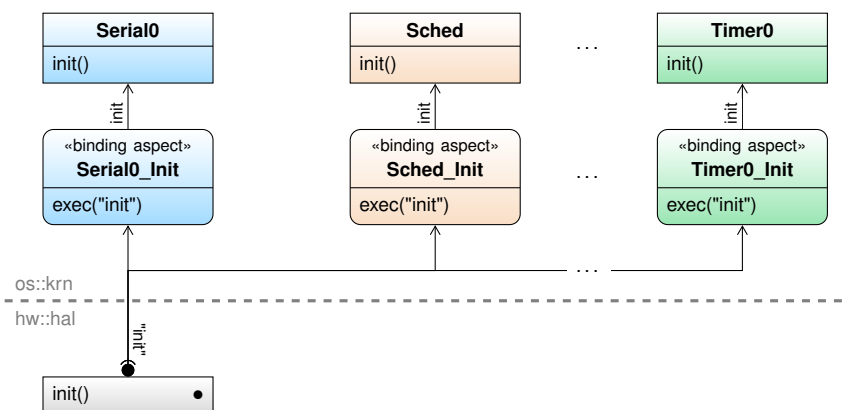 Serial0
Sched
Timer0
init()
init()
...
init()
init
init
init
«binding aspect»
«binding aspect»
«binding aspect»
Serial0_Init
Sched_Init
...
Timer0_Init
exec("init")
exec("init")
exec("init")
...
os::krn
hw::hal
"init"
init()